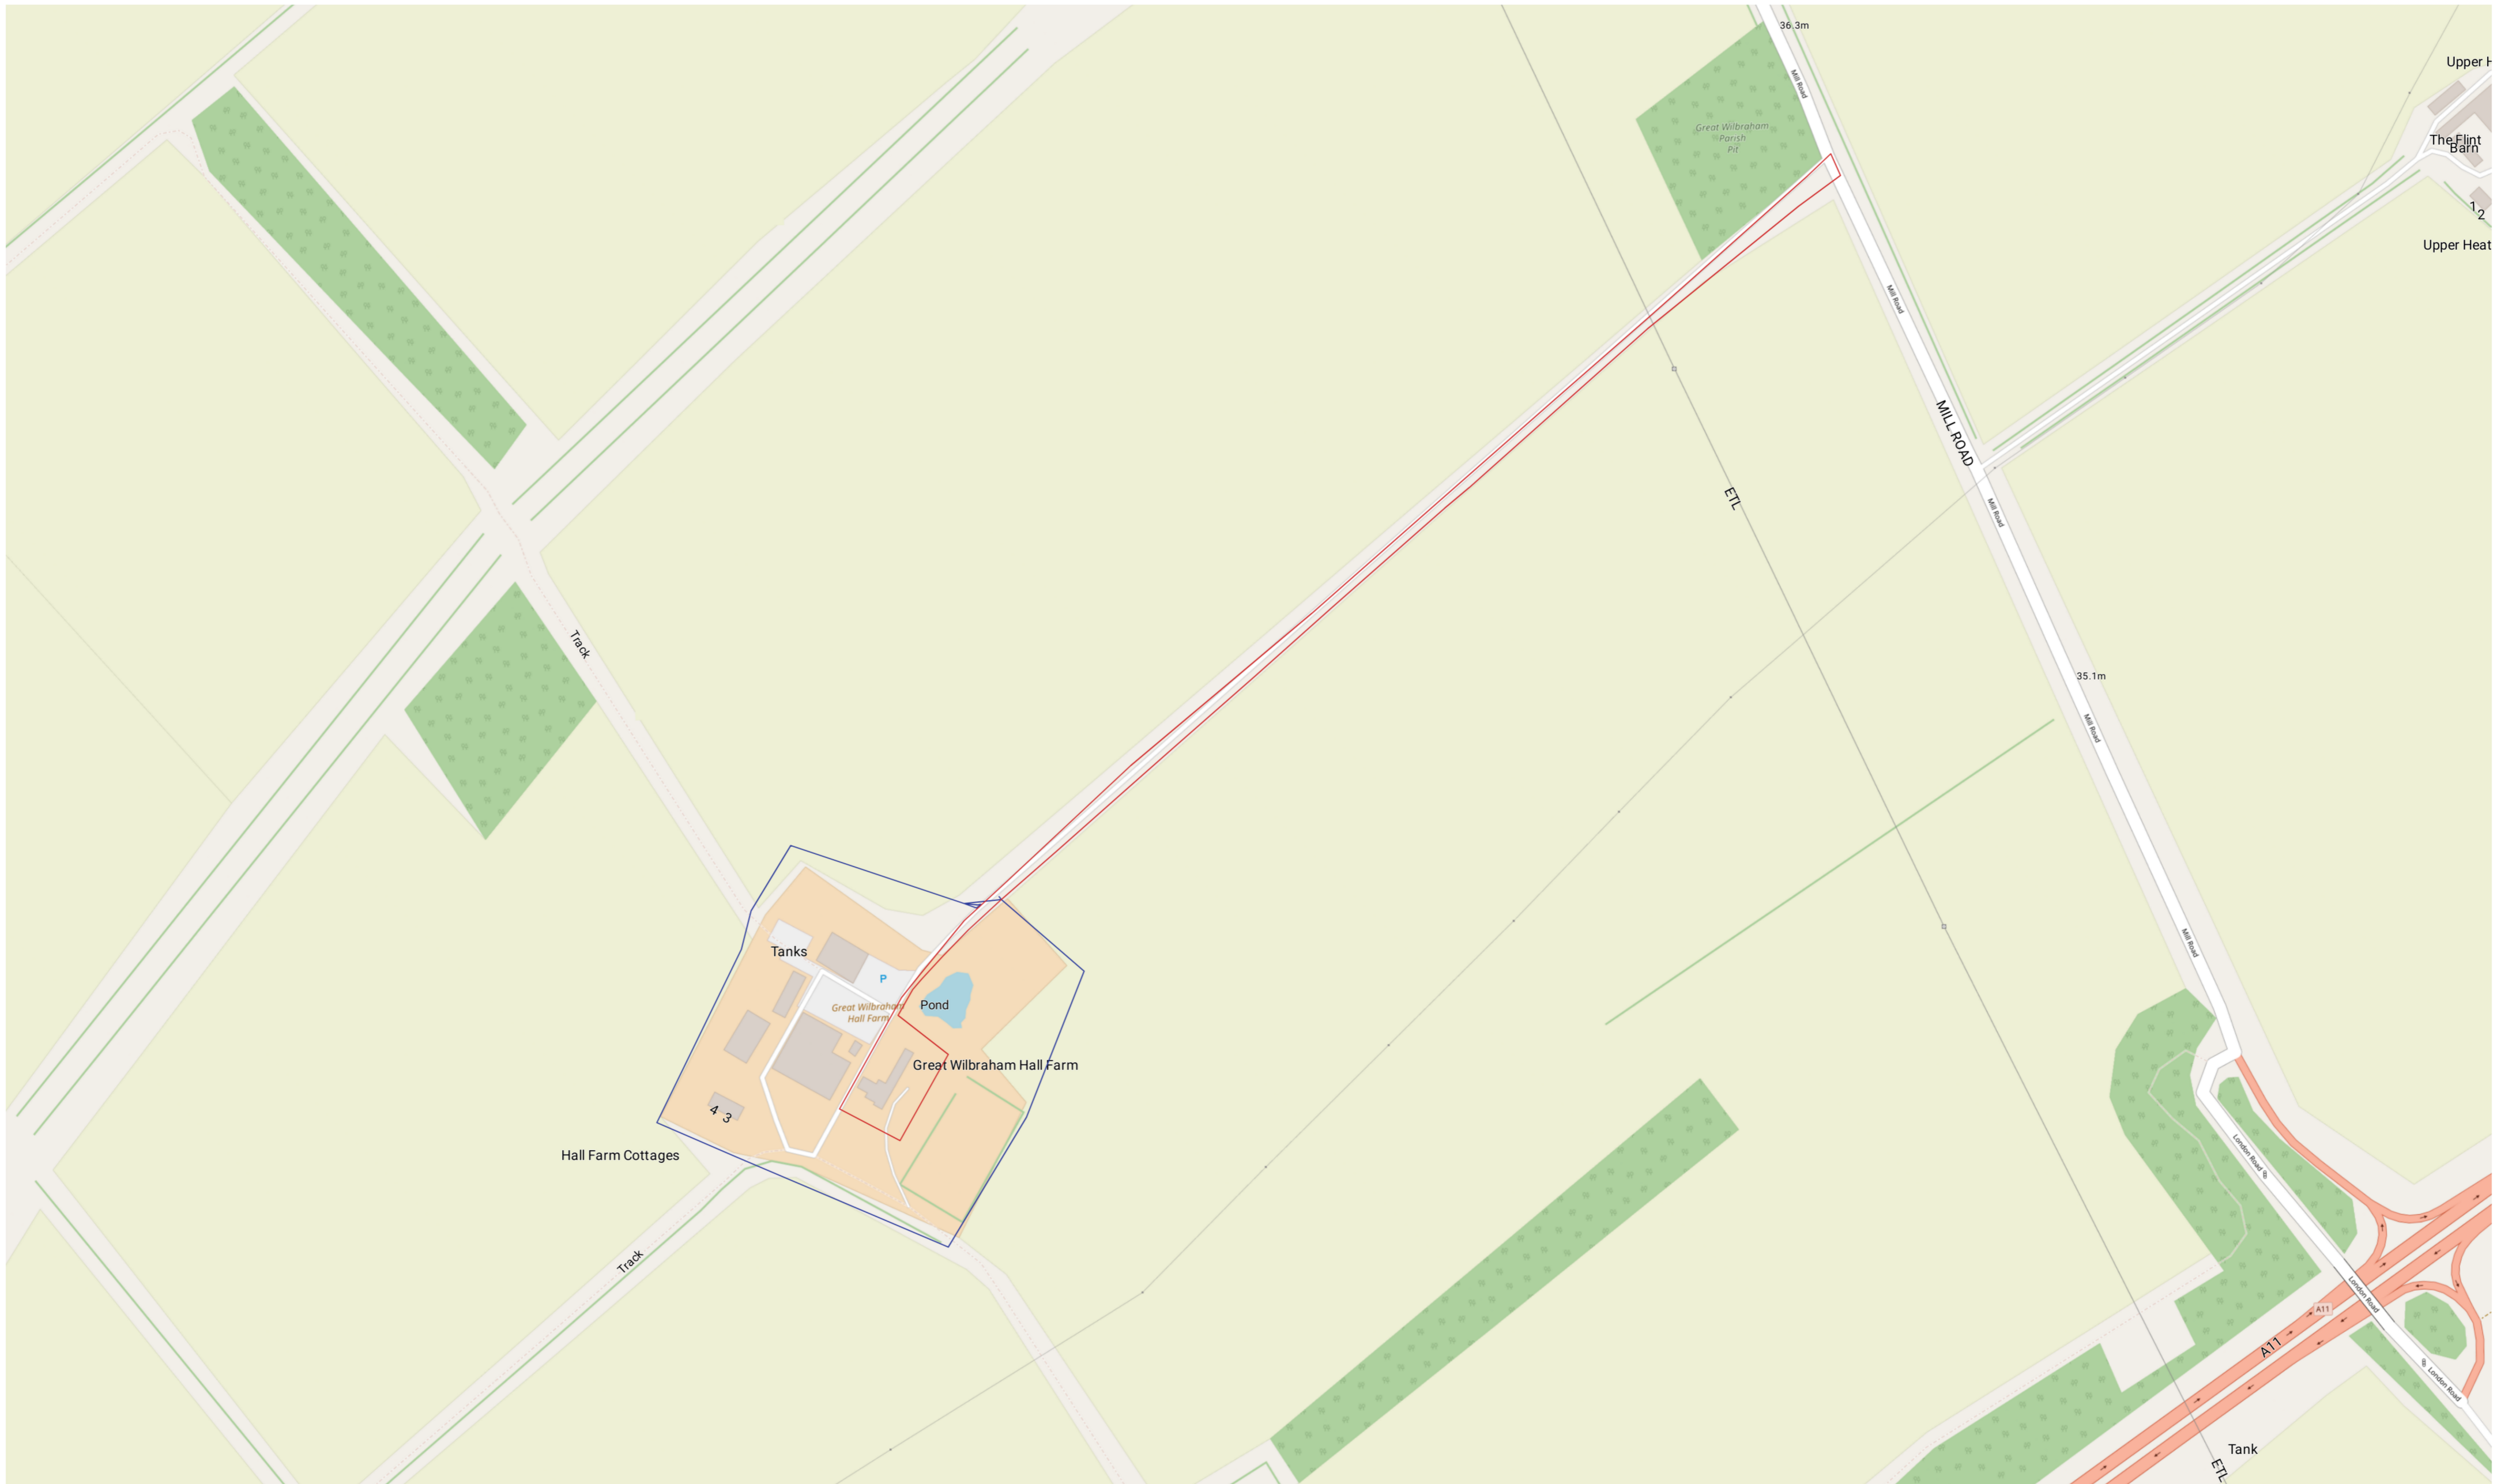 36.3m
Mill Road
Upper H
Great Wilbraham
Parish
Pit
The Flint
Barn
1
2
Upper Heat
Mill Road
MILL ROAD
ETL
Mill Road
Track
35.1m
Mill Road
Tanks
P
Mill Road
Great Wilbraham
Hall Farm
Pond
Great Wilbraham Hall Farm
4 3
Hall Farm Cottages
London Road
Track
London Road
A11
A11
London Road
Tank
ETL